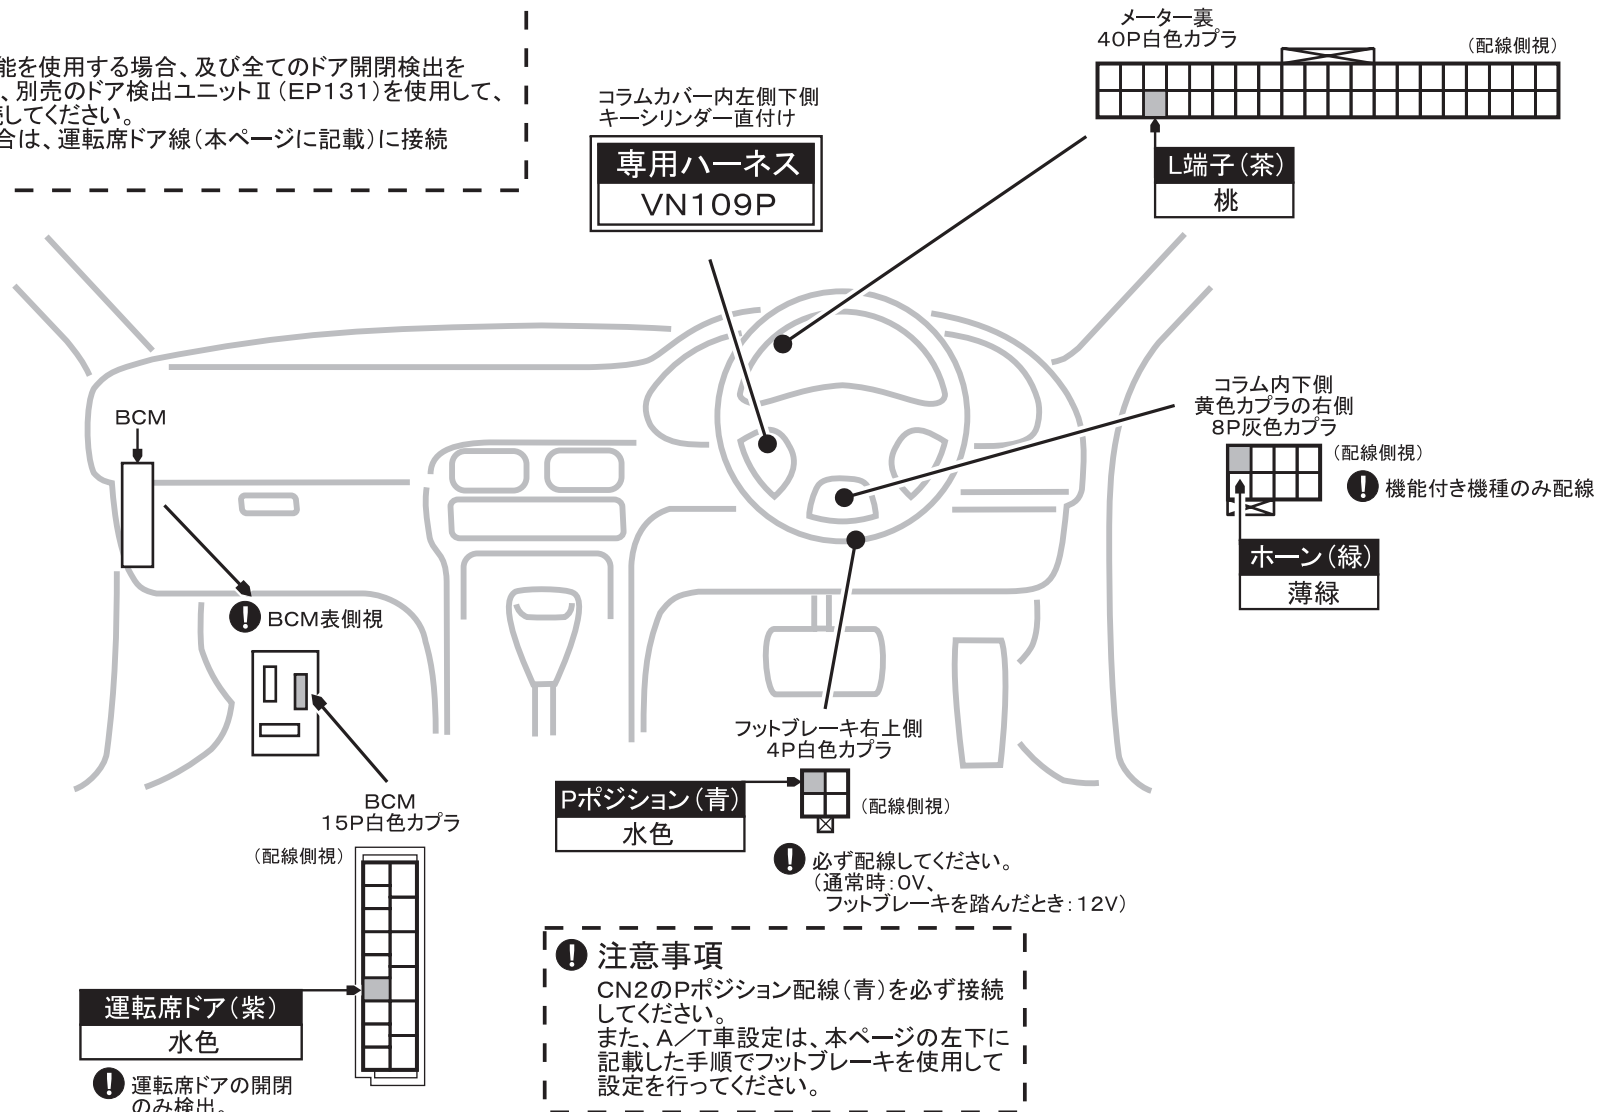 能を使用する場合、及び全てのドア開閉検出を
、別売のドア検出ユニットⅡ(EP131)を使用して、
してください。
合は、運転席ドア線(本ページに記載)に接続
メーター裏
40P白色カプラ
(配線側視)
L端子(茶)
桃
コラムカバー内左側下側
キーシリンダー直付け
専用ハーネス
VN109P
コラム内下側
黄色カプラの右側
8P灰色カプラ
(配線側視)
機能付き機種のみ配線
ホーン(緑)
薄緑
BCM
BCM表側視
フットブレーキ右上側
4P白色カプラ
Pポジション(青)
水色
(配線側視)
必ず配線してください。
(通常時:0V、
フットブレーキを踏んだとき:12V)
BCM
15P白色カプラ
(配線側視)
運転席ドア(紫)
水色
運転席ドアの開閉
のみ検出。
注意事項
CN2のPポジション配線(青)を必ず接続
してください。
また、A/T車設定は、本ページの左下に
記載した手順でフットブレーキを使用して
設定を行ってください。